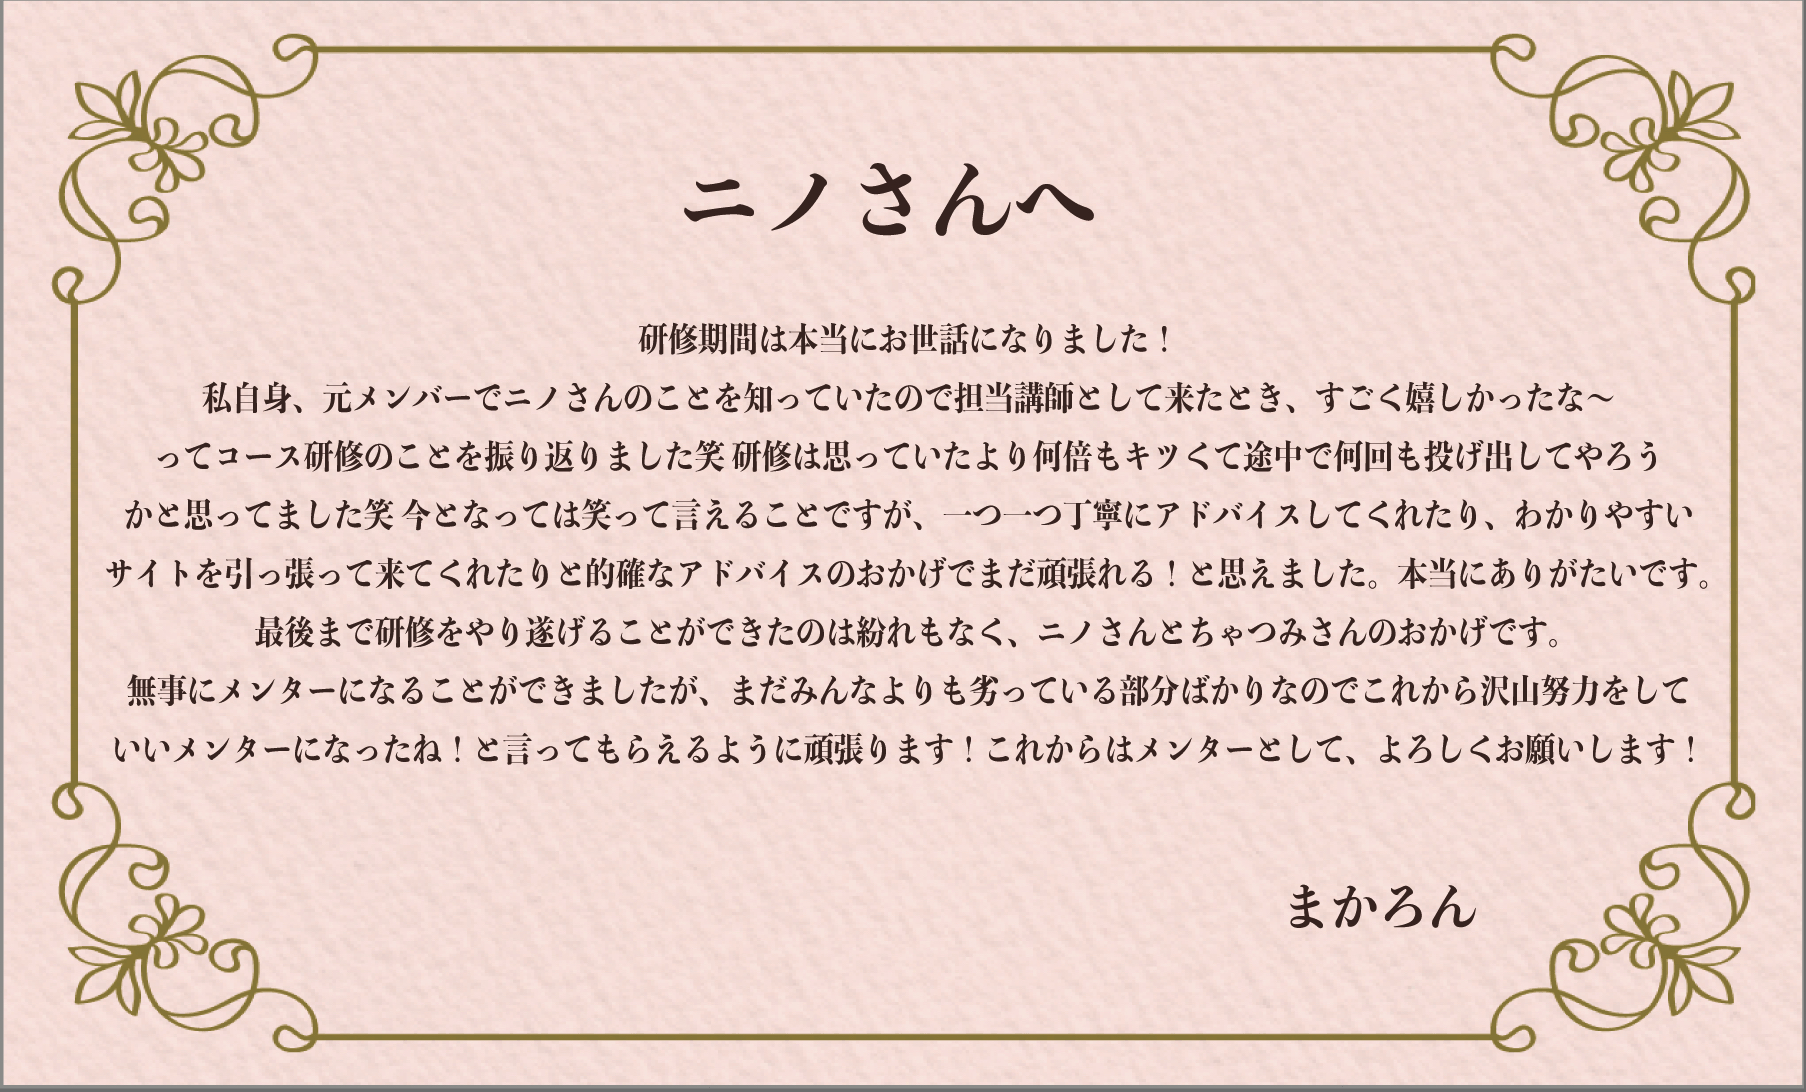 ニノさんへ
研修期間は本当にお世話になりました！
私自身、元メンバーでニノさんのことを知っていたので担当講師として来たとき、すごく嬉しかったな〜
ってコース研修のことを振り返りました笑 研修は思っていたより何倍もキツくて途中で何回も投げ出してやろう
かと思ってました笑 今となっては笑って言えることですが、一つ一つ丁寧にアドバイスしてくれたり、わかりやすい
サイトを引っ張って来てくれたりと的確なアドバイスのおかげでまだ頑張れる！と思えました。本当にありがたいです。
最後まで研修をやり遂げることができたのは紛れもなく、ニノさんとちゃつみさんのおかげです。
無事にメンターになることができましたが、まだみんなよりも劣っている部分ばかりなのでこれから沢山努力をして
いいメンターになったね！と言ってもらえるように頑張ります！これからはメンターとして、よろしくお願いします！
まかろん